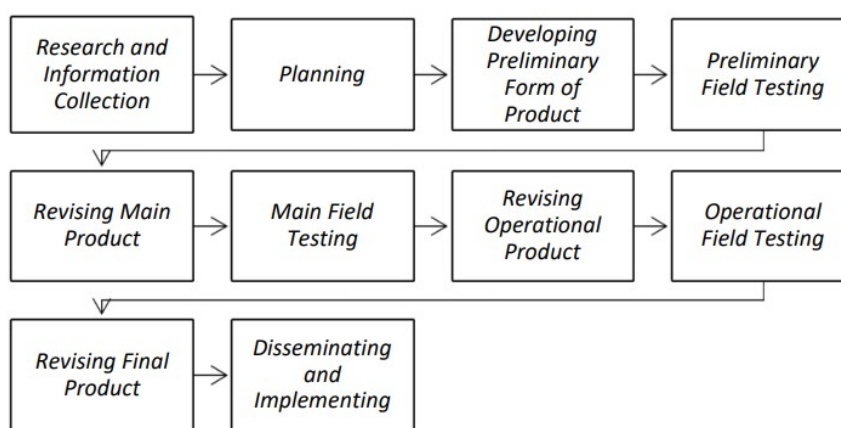 Research and
Information
Collection
Planning
Developing
Preliminary
Form of
Product
Preliminary
Field Testing
Revising Main
Product
Main Field
Testing
Revising
Operational
Product
Operational
Field Testing
Revising Final
Product
Disseminating
and
Implementing